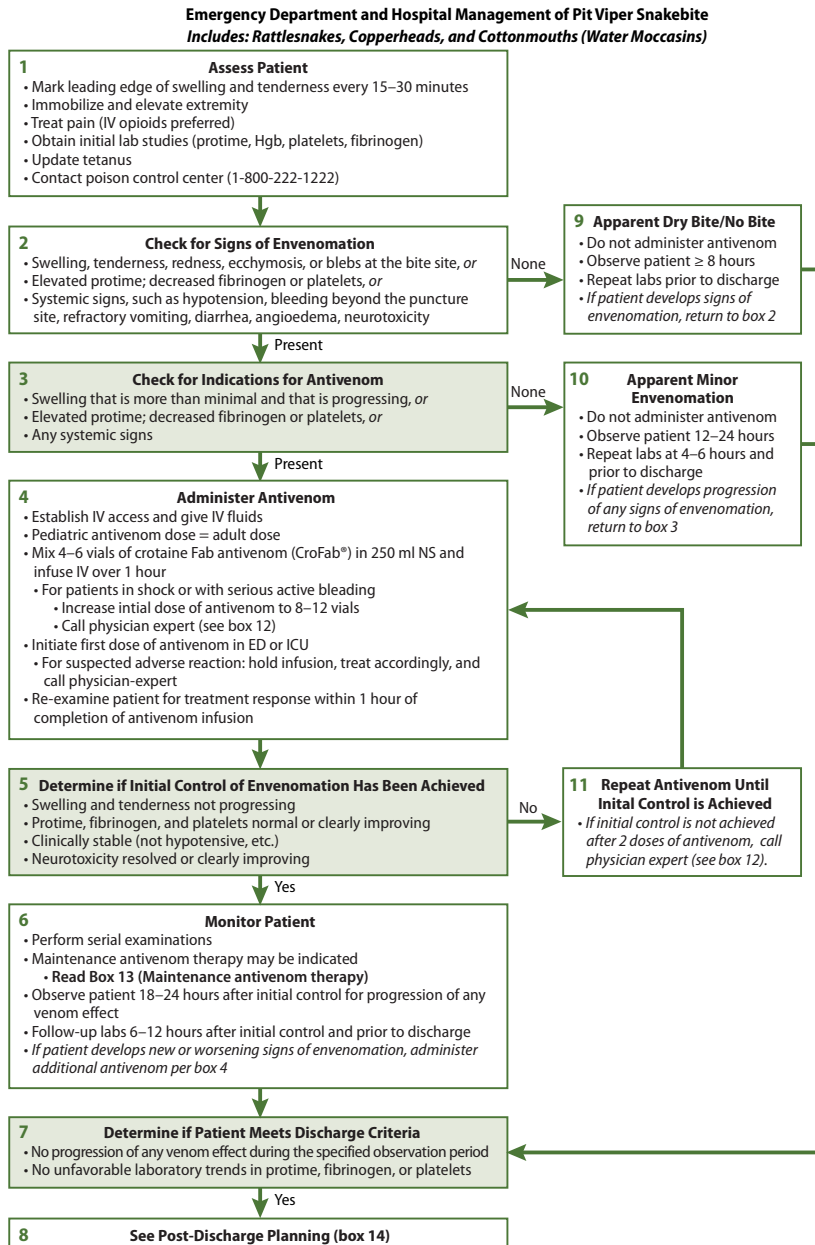 Emergency Department and Hospital Management of Pit Viper Snakebite
Includes: Rattlesnakes, Copperheads, and Cottonmouths (Water Moccasins)
1 Assess Patient
• Mark leading edge of swelling and tenderness every 15–30 minutes
• Immobilize and elevate extremity
• Treat pain (IV opioids preferred)
• Obtain initial lab studies (protime, Hgb, platelets, fibrinogen)
• Update tetanus
• Contact poison control center (1-800-222-1222)
2 Check for Signs of Envenomation
• Swelling, tenderness, redness, ecchymosis, or blebs at the bite site, or
• Elevated protime; decreased fibrinogen or platelets, or
• Systemic signs, such as hypotension, bleeding beyond the puncture
site, refractory vomiting, diarrhea, angioedema, neurotoxicity
None
9 Apparent Dry Bite/No Bite
• Do not administer antivenom
• Observe patient ≥ 8 hours
• Repeat labs prior to discharge
• If patient develops signs of
envenomation, return to box 2
Present
3 Check for Indications for Antivenom
• Swelling that is more than minimal and that is progressing, or
• Elevated protime; decreased fibrinogen or platelets, or
• Any systemic signs
None
10 Apparent Minor
Envenomation
• Do not administer antivenom
• Observe patient 12–24 hours
• Repeat labs at 4–6 hours and
prior to discharge
• If patient develops progression
of any signs of envenomation,
return to box 3
Present
4 Administer Antivenom
• Establish IV access and give IV fluids
• Pediatric antivenom dose = adult dose
• Mix 4–6 vials of crotaine Fab antivenom (CroFab®) in 250 ml NS and
infuse IV over 1 hour
• For patients in shock or with serious active bleeding
• Increase intial dose of antivenom to 8–12 vials
• Call physician expert (see box 12)
• Initiate first dose of antivenom in ED or ICU
• For suspected adverse reaction: hold infusion, treat accordingly, and
call physician-expert
• Re-examine patient for treatment response within 1 hour of
completion of antivenom infusion
5 Determine if Initial Control of Envenomation Has Been Achieved
• Swelling and tenderness not progressing
• Protime, fibrinogen, and platelets normal or clearly improving
• Clinically stable (not hypotensive, etc.)
• Neurotoxicity resolved or clearly improving
No
11 Repeat Antivenom Until
Inital Control is Achieved
• If initial control is not achieved
after 2 doses of antivenom, call
physician expert (see box 12).
Yes
6 Monitor Patient
• Perform serial examinations
• Maintenance antivenom therapy may be indicated
• Read Box 13 (Maintenance antivenom therapy)
• Observe patient 18–24 hours after initial control for progression of any
venom effect
• Follow-up labs 6–12 hours after initial control and prior to discharge
• If patient develops new or worsening signs of envenomation, administer
additional antivenom per box 4
7 Determine if Patient Meets Discharge Criteria
• No progression of any venom effect during the specified observation period
• No unfavorable laboratory trends in protime, fibrinogen, or platelets
Yes
8 See Post-Discharge Planning (box 14)